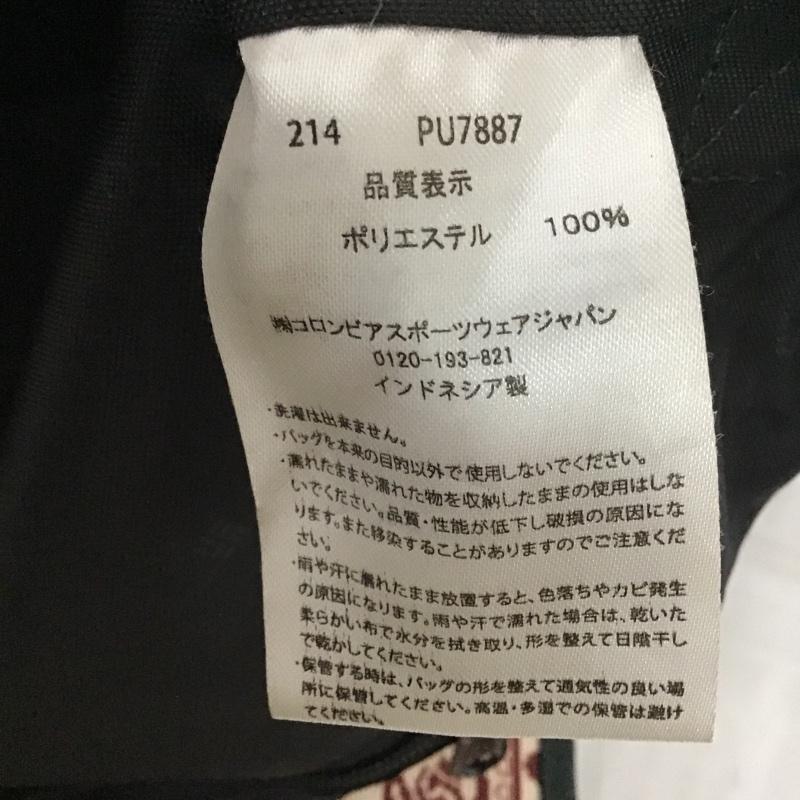 214 PU7887
品質表示
ポリエステル 100%
㈱コロンビアスポーツウェアジャパン
0120-193-821
インドネシア製
・洗濯は出来ません。
・バッグを本来の目的以外で使用しないでください。
・濡れたままや濡れた物を収納したままの使用はしな
いでください。品質・性能が低下し破損の原因にな
ります。また移染することがありますのでご注意くだ
さい。
・雨や汗に濡れたまま放置すると、色落ちやカビ発生
の原因になります。雨や汗で濡れた場合は、乾いた
柔らかい布で水分を拭き取り、形を整えて日陰干し
で乾かしてください。
・保管する時は、バッグの形を整えて通気性の良い場
所に保管してください。高温・多湿での保管は避け
てください。